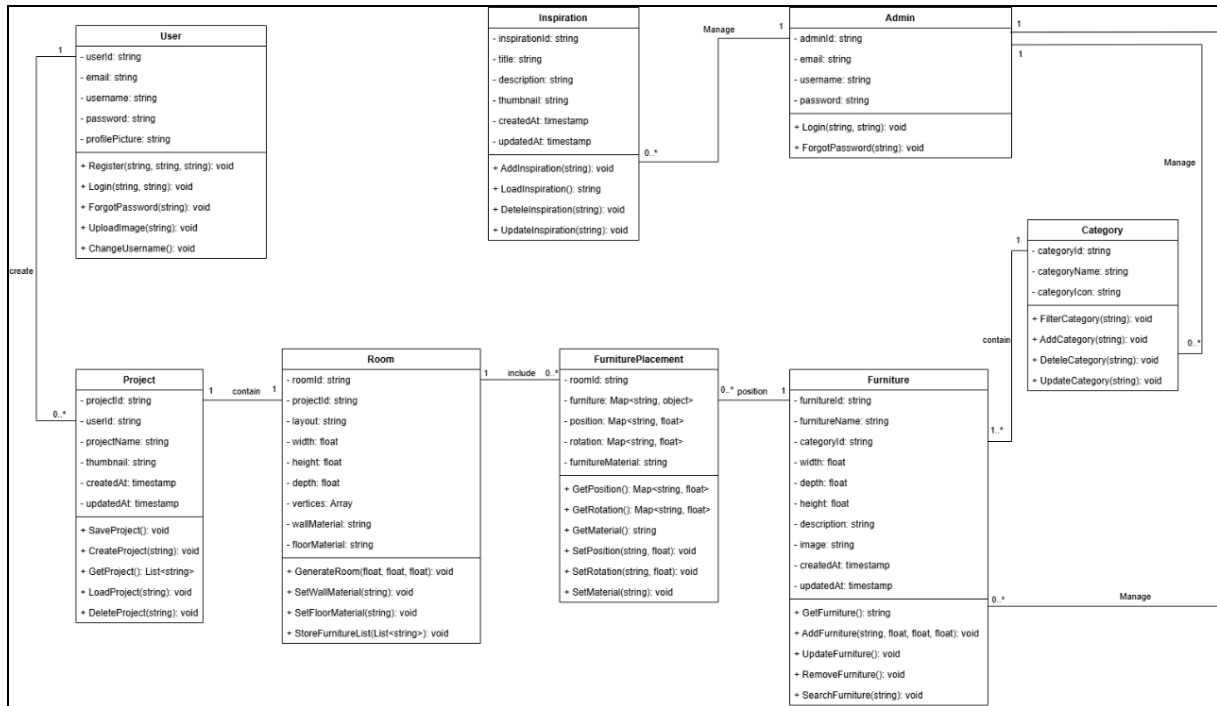 User
- userId: string
- email: string
- username: string
- password: string
- profilePicture: string
+ Register(string, string, string): void
+ Login(string, string): void
+ ForgotPassword(string): void
+ UploadImage(string): void
+ ChangeUsername(): void
1
create
0..*
Inspiration
- inspirationId: string
- title: string
- description: string
- thumbnail: string
- createdAt: timestamp
- updatedAt: timestamp
+ AddInspiration(string): void
+ LoadInspiration(): string
+ DeteleInspiration(string): void
+ UpdateInspiration(string): void
0..*
Manage
1
Admin
- adminId: string
- email: string
- username: string
- password: string
+ Login(string, string): void
+ ForgotPassword(string): void
1
1
Manage
Category
- categoryId: string
- categoryName: string
- categoryIcon: string
+ FilterCategory(string): void
+ AddCategory(string): void
+ DeteleCategory(string): void
+ UpdateCategory(string): void
1
0..*
contain
1..*
Project
- projectId: string
- userId: string
- projectName: string
- thumbnail: string
- createdAt: timestamp
- updatedAt: timestamp
+ SaveProject(): void
+ CreateProject(string): void
+ GetProject(): List<string>
+ LoadProject(string): void
+ DeleteProject(string): void
1
contain
1
Room
- roomId: string
- projectId: string
- layout: string
- width: float
- height: float
- depth: float
- vertices: Array
- wallMaterial: string
- floorMaterial: string
+ GenerateRoom(float, float, float): void
+ SetWallMaterial(string): void
+ SetFloorMaterial(string): void
+ StoreFurnitureList(List<string>): void
1
include
0..*
FurniturePlacement
- roomId: string
- furniture: Map<string, object>
- position: Map<string, float>
- rotation: Map<string, float>
- furnitureMaterial: string
+ GetPosition(): Map<string, float>
+ GetRotation(): Map<string, float>
+ GetMaterial(): string
+ SetPosition(string, float): void
+ SetRotation(string, float): void
+ SetMaterial(string): void
0..*
position
1
Furniture
- furnitureId: string
- furnitureName: string
- categoryId: string
- width: float
- depth: float
- height: float
- description: string
- image: string
- createdAt: timestamp
- updatedAt: timestamp
+ GetFurniture(): string
+ AddFurniture(string, float, float, float): void
+ UpdateFurniture(): void
+ RemoveFurniture(): void
+ SearchFurniture(string): void
0..*
Manage